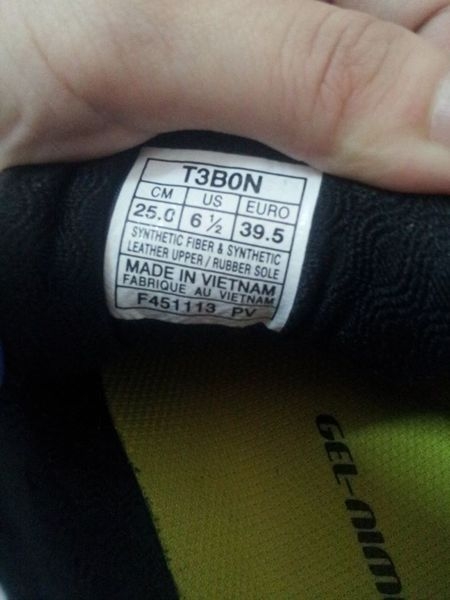 T3B0N
CM US EURO
25.0 6 ½ 39.5
SYNTHETIC FIBER & SYNTHETIC
LEATHER UPPER / RUBBER SOLE
MADE IN VIETNAM
FABRIQUE AU VIETNAM
F451113 PV